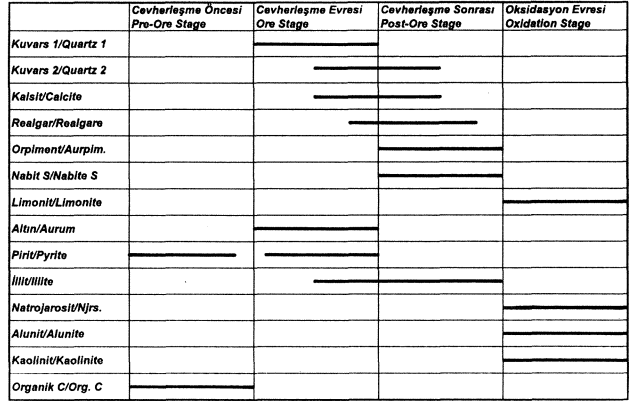 Cevherleşme Öncesi
Pre-Ore Stage
Cevherleşme Evresi
Ore Stage
Cevherleşme Sonrası
Post-Ore Stage
Oksidasyon Evresi
Oxidation Stage
Kuvars 1/Quartz 1
Kuvars 2/Quartz 2
Kalsit/Calcite
Realgar/Realgare
Orpiment/Aurpim.
Nabit S/Nabite S
Limonit/Limonite
Altın/Aurum
Pirit/Pyrite
İllit/Illite
Natrojarosit/Njrs.
Alunit/Alunite
Kaolinit/Kaolinite
Organik C/Org. C